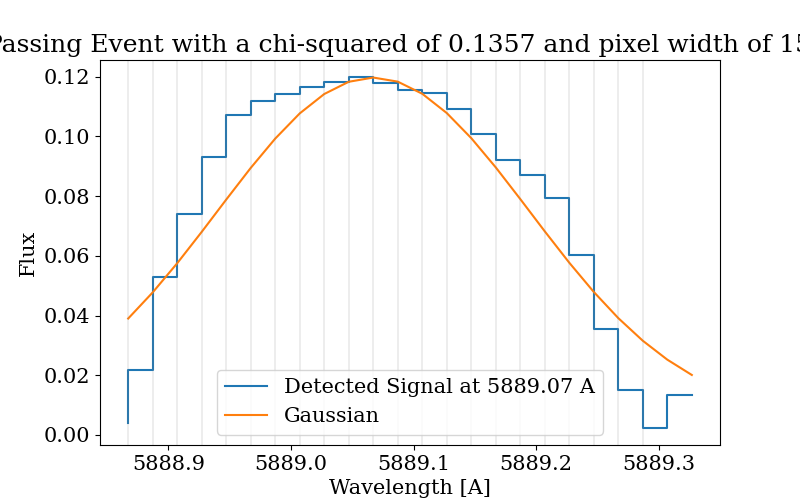 Passing Event with a chi-squared of 0.1357 and pixel width of 15
0.12
0.10
0.08
0.06
0.04
0.02
0.00
Flux
Detected Signal at 5889.07 A
Gaussian
5888.9 5889.0 5889.1 5889.2 5889.3
Wavelength [A]